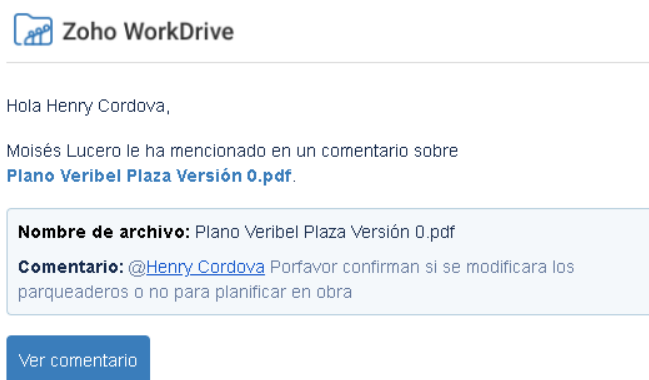 Zoho WorkDrive
Hola Henry Cordova,
Moisés Lucero le ha mencionado en un comentario sobre
Plano Veribel Plaza Versión 0.pdf.
Nombre de archivo: Plano Veribel Plaza Versión 0.pdf
Comentario: @Henry Cordova Porfavor confirman si se modificara los
parqueaderos o no para planificar en obra
Ver comentario